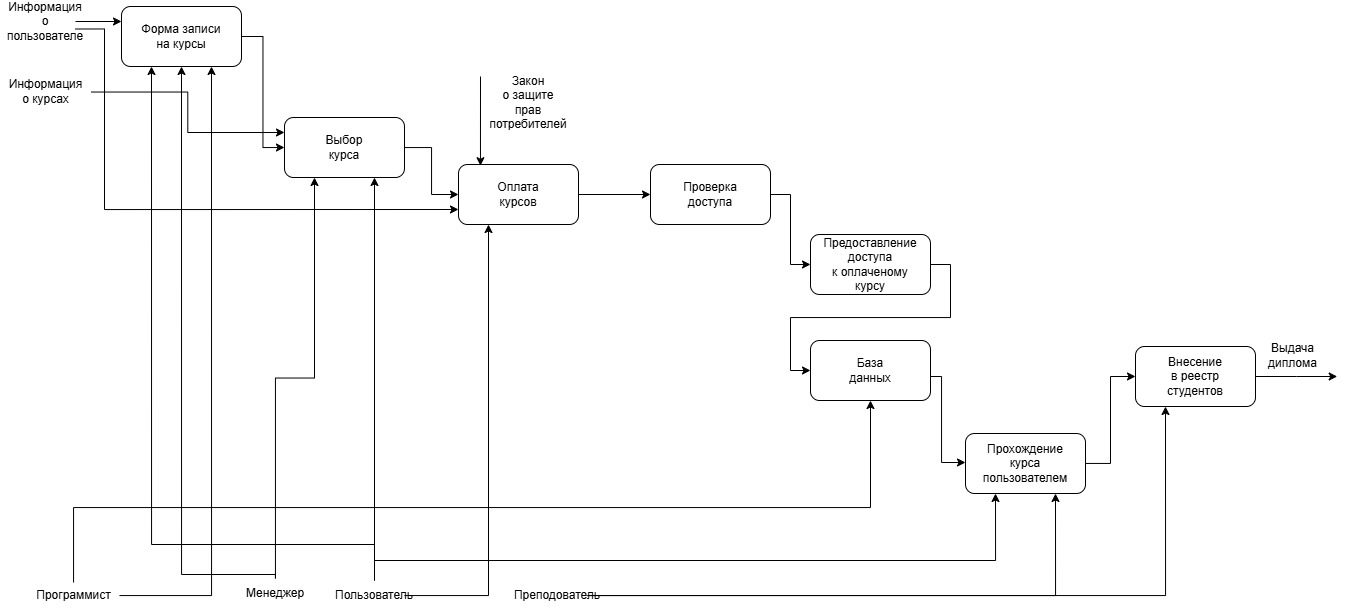 Информация
о
пользователе
Форма записи
на курсы
Информация
о курсах
Закон
о защите
прав
потребителей
Выбор
курса
Оплата
курсов
Проверка
доступа
Предоставление
доступа
к оплаченому
курсу
База
данных
Внесение
в реестр
студентов
Выдача
диплома
Прохождение
курса
пользователем
Программист
Менеджер
Пользователь
Преподователь